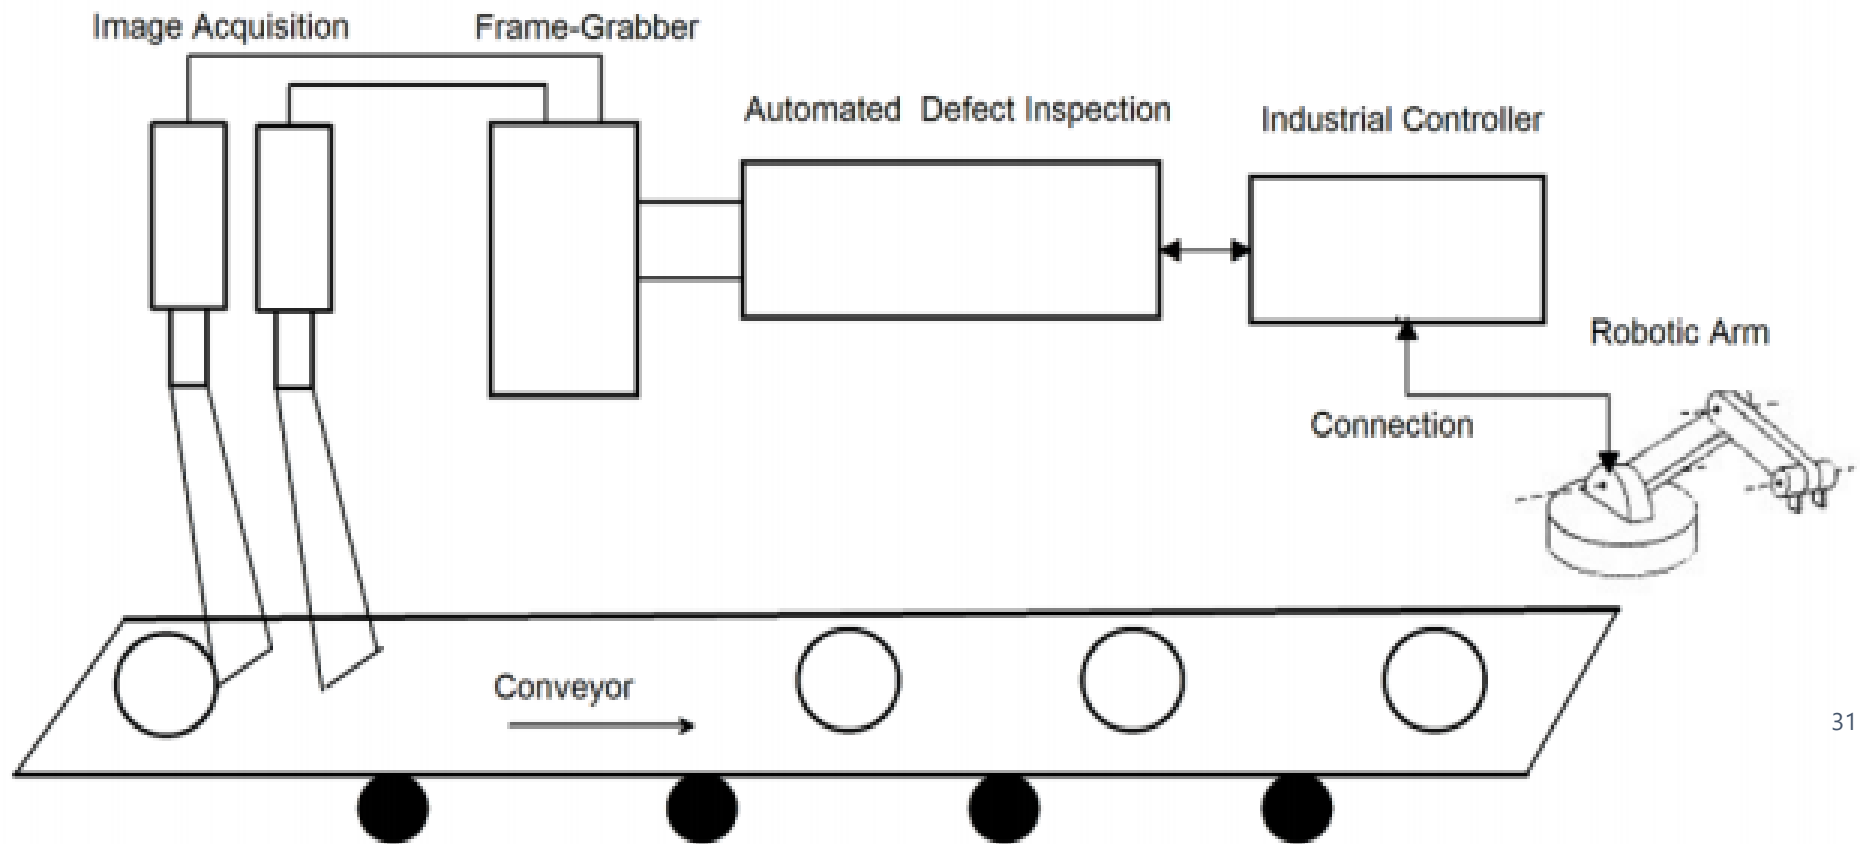 Image Acquisition
Frame-Grabber
Automated Defect Inspection
Industrial Controller
Robotic Arm
Connection
Conveyor
31